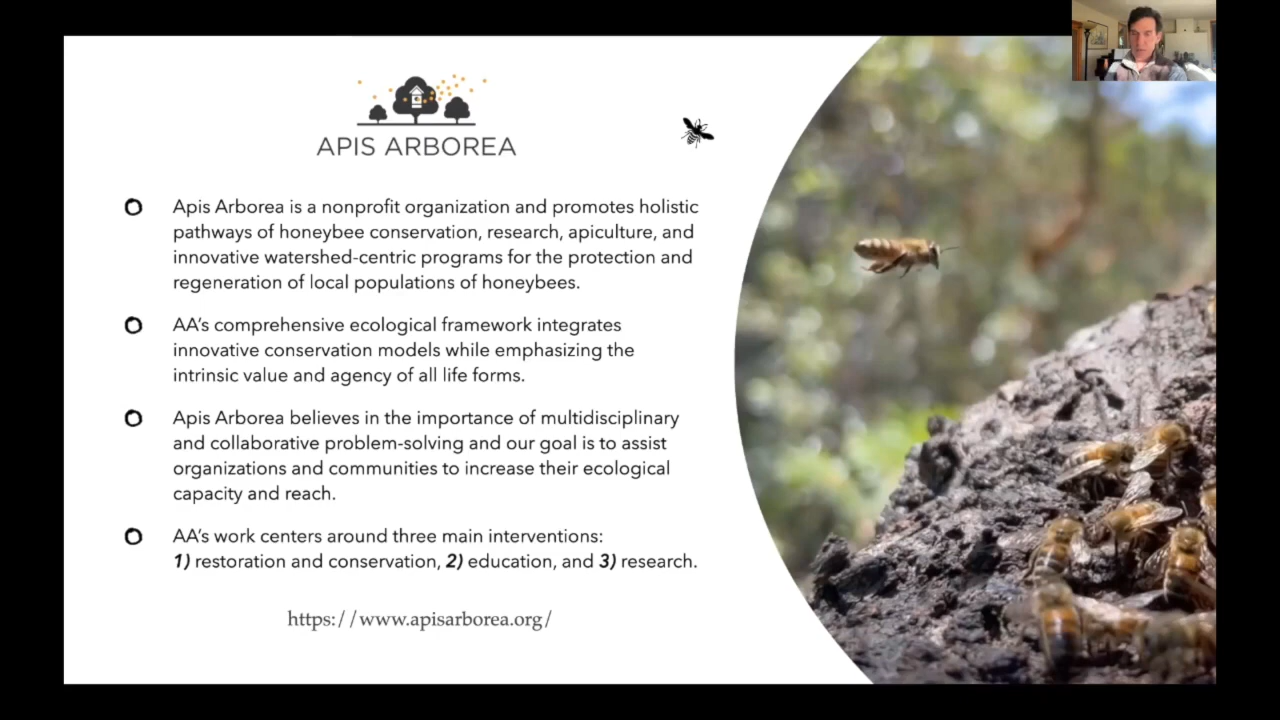 APIS ARBOREA
Apis Arborea is a nonprofit organization and promotes holistic
pathways of honeybee conservation, research, apiculture, and
innovative watershed-centric programs for the protection and
regeneration of local populations of honeybees.
AA's comprehensive ecological framework integrates
innovative conservation models while emphasizing the
intrinsic value and agency of all life forms.
Apis Arborea believes in the importance of multidisciplinary
and collaborative problem-solving and our goal is to assist
organizations and communities to increase their ecological
capacity and reach.
AA's work centers around three main interventions:
1) restoration and conservation, 2) education, and 3) research.
https://www.apisarborea.org/